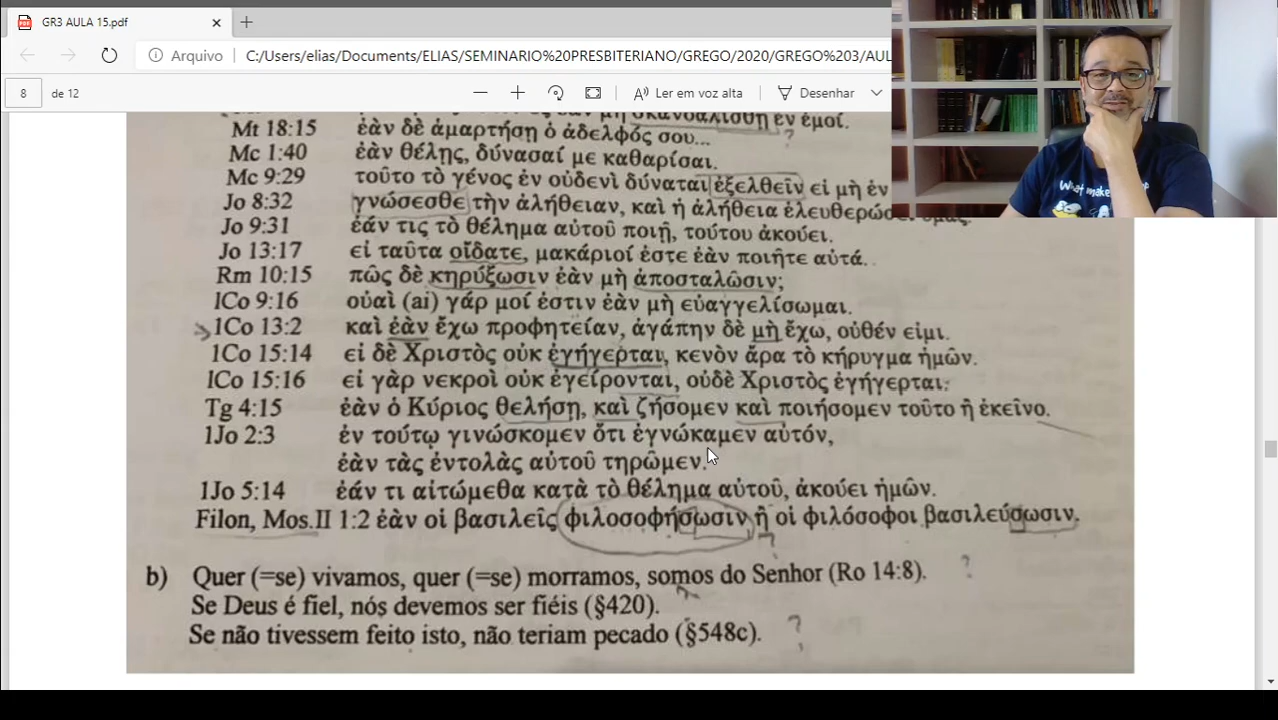 GR3 AULA 15.pdf
Arquivo C:/Users/elias/Documents/ELIAS/SEMINARIO%20PRESBITERIANO/GREGO/2020/GREGO%203/AUL
8 de 12 Ler em voz alta Desenhar
What make
μὴ σκανδαλισθῇ ἐν ἐμοί.
Mt 18:15 ἐὰν δὲ ἁμαρτήσῃ ὁ ἀδελφός σου...
?
Mc 1:40 ἐὰν θέλῃς, δύνασαί με καθαρίσαι.
Mc 9:29 τοῦτο τὸ γένος ἐν οὐδενὶ δύναται ἐξελθεῖν εἰ μὴ ἐν
Jo 8:32 γνώσεσθε τὴν ἀλήθειαν, καὶ ἡ ἀλήθεια
Jo 9:31 ἐάν τις τὸ θέλημα αὐτοῦ ποιῇ, τούτου ἀκούει.
Jo 13:17 εἰ ταῦτα οἴδατε, μακάριοί ἐστε ἐὰν ποιῆτε αὐτά.
Rm 10:15 πῶς δὲ κηρύξωσιν ἐὰν μὴ ἀποσταλῶσιν;
lCo 9:16 οὐαὶ (ai) γάρ μοί ἐστιν ἐὰν μὴ εὐαγγελίσωμαι.
1Co 13:2 καὶ ἐὰν ἔχω προφητείαν, ἀγάπην δὲ μὴ ἔχω, οὐθέν εἰμι.
1Co 15:14 εἰ δὲ Χριστὸς οὐκ ἐγήγερται, κενὸν ἄρα τὸ κήρυγμα ἡμῶν.
lCo 15:16 εἰ γὰρ νεκροὶ οὐκ ἐγείρονται, οὐδὲ Χριστὸς ἐγήγερται.
Tg 4:15 ἐὰν ὁ Κύριος θελήσῃ, καὶ ζήσομεν καὶ ποιήσομεν τοῦτο ἢ ἐκεῖνο.
1Jo 2:3 ἐν τούτῳ γινώσκομεν ὅτι ἐγνώκαμεν αὐτόν,
ἐὰν τὰς ἐντολὰς αὐτοῦ τηρῶμεν.
1Jo 5:14 ἐάν τι αἰτώμεθα κατὰ τὸ θέλημα αὐτοῦ, ἀκούει ἡμῶν.
Filon, Mos.II 1:2 ἐὰν οἱ βασιλεῖς φιλοσοφήσωσιν ἢ οἱ φιλόσοφοι βασιλεύσωσιν.
?
b) Quer (=se) vivamos, quer (=se) morramos, somos do Senhor (Ro 14:8). ?
Se Deus é fiel, nós devemos ser fiéis (§420).
Se não tivessem feito isto, não teriam pecado (§548c). ?